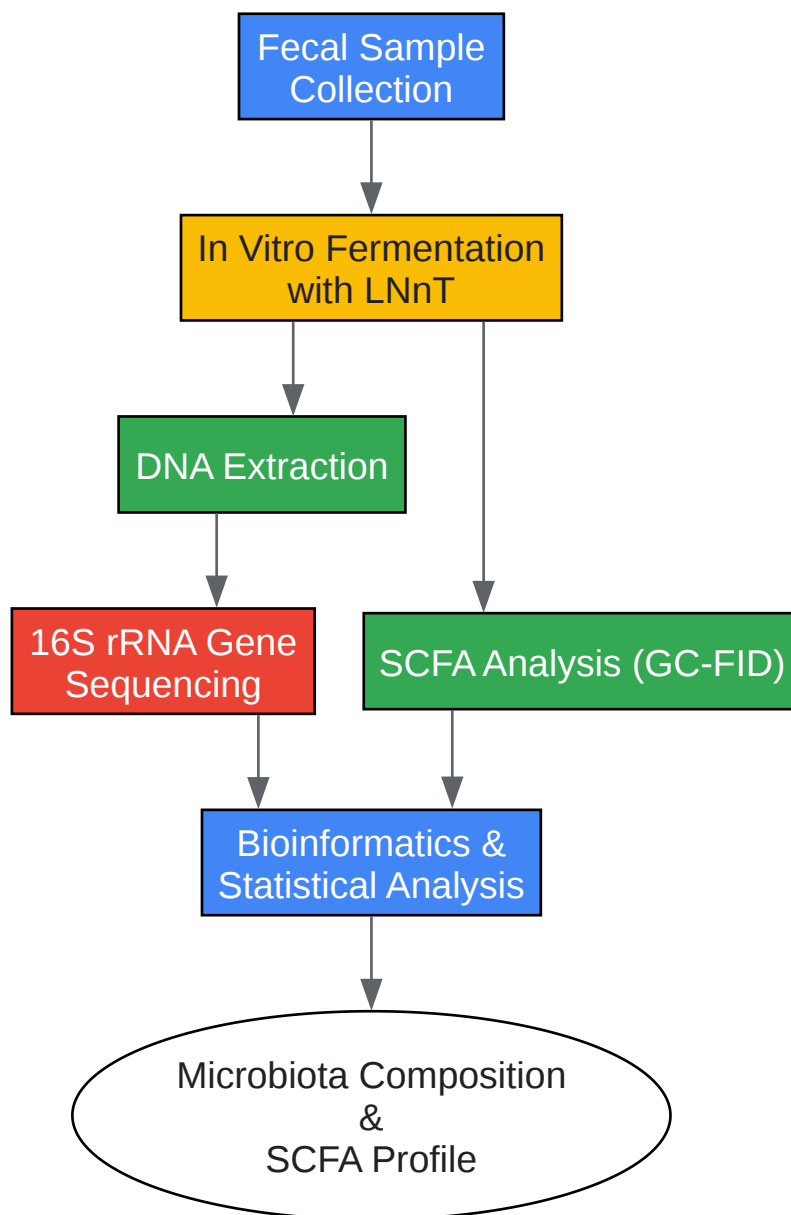 Fecal Sample
Collection
In Vitro Fermentation
with LNnT
DNA Extraction
16S rRNA Gene
Sequencing
SCFA Analysis (GC-FID)
Bioinformatics &
Statistical Analysis
Microbiota Composition
&
SCFA Profile